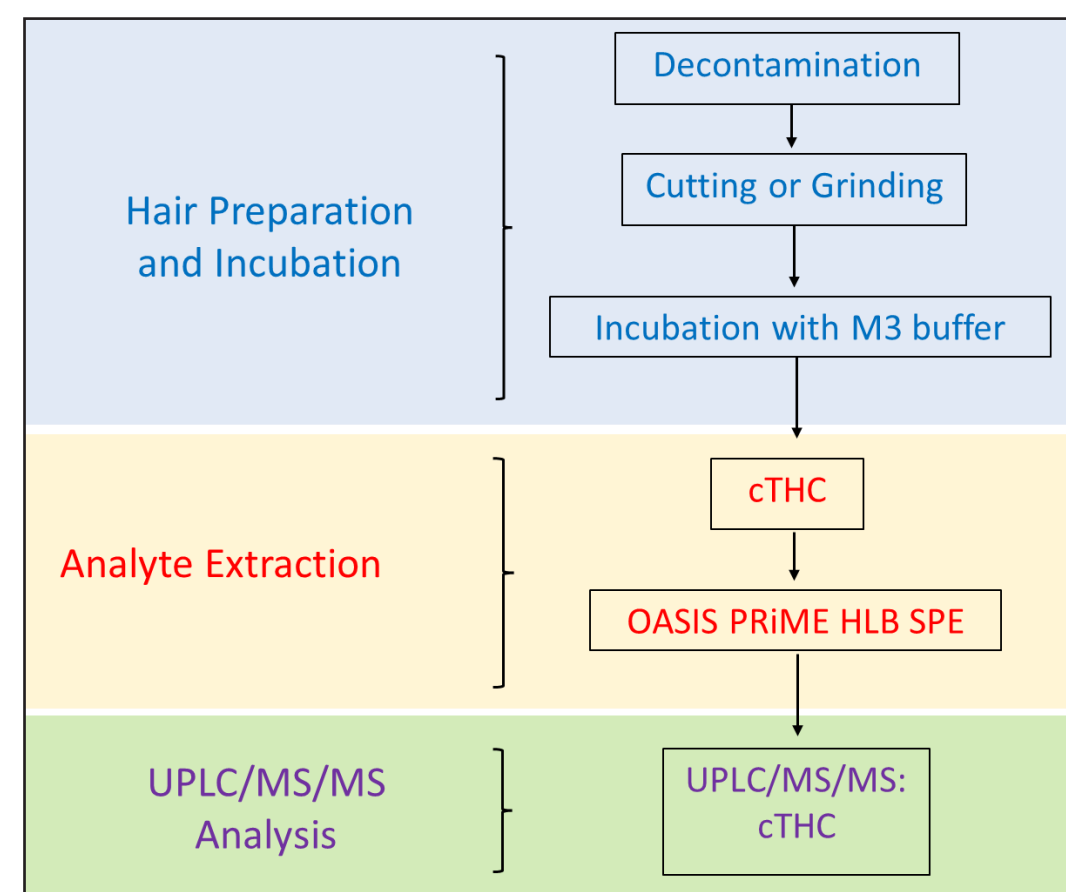 Decontamination
Cutting or Grinding
Hair Preparation
and Incubation
Incubation with M3 buffer
cTHC
Analyte Extraction
OASIS PRiME HLB SPE
UPLC/MS/MS
Analysis
UPLC/MS/MS:
cTHC